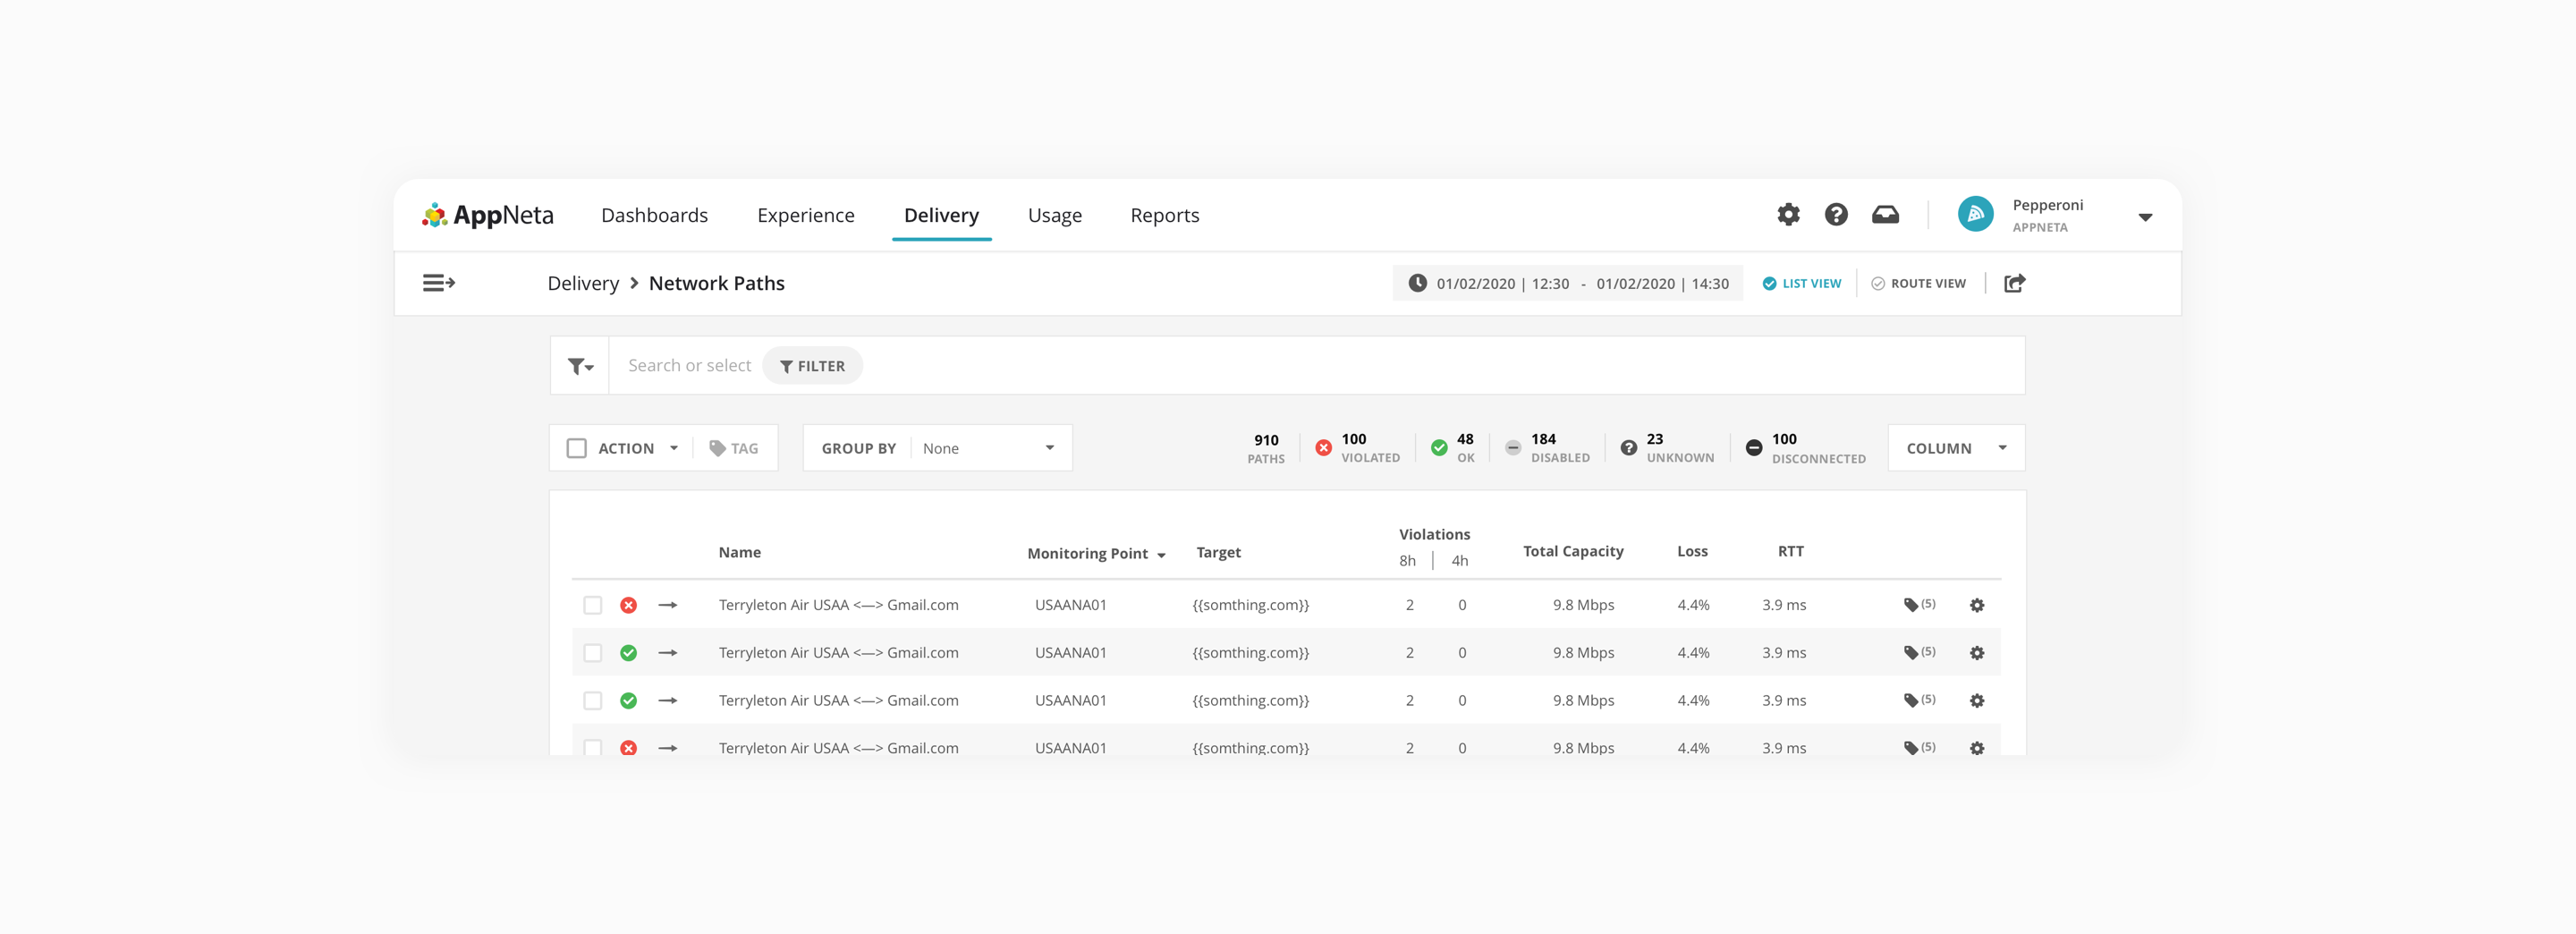 AppNeta Dashboards Experience Delivery Usage Reports Pepperoni
APPNETA
Delivery > Network Paths 01/02/2020 | 12:30 - 01/02/2020 | 14:30 LIST VIEW ROUTE VIEW
Search or select FILTER
ACTION TAG GROUP BY None 910 PATHS 100 VIOLATED 48 OK 184 DISABLED 23 UNKNOWN 100 DISCONNECTED COLUMN
Name Monitoring Point Target Violations 8h | 4h Total Capacity Loss RTT
Terryleton Air USAA <—> Gmail.com USAANA01 {{somthing.com}} 2 0 9.8 Mbps 4.4% 3.9 ms (5)
Terryleton Air USAA <—> Gmail.com USAANA01 {{somthing.com}} 2 0 9.8 Mbps 4.4% 3.9 ms (5)
Terryleton Air USAA <—> Gmail.com USAANA01 {{somthing.com}} 2 0 9.8 Mbps 4.4% 3.9 ms (5)
Terryleton Air USAA <—> Gmail.com USAANA01 {{somthing.com}} 2 0 9.8 Mbps 4.4% 3.9 ms (5)